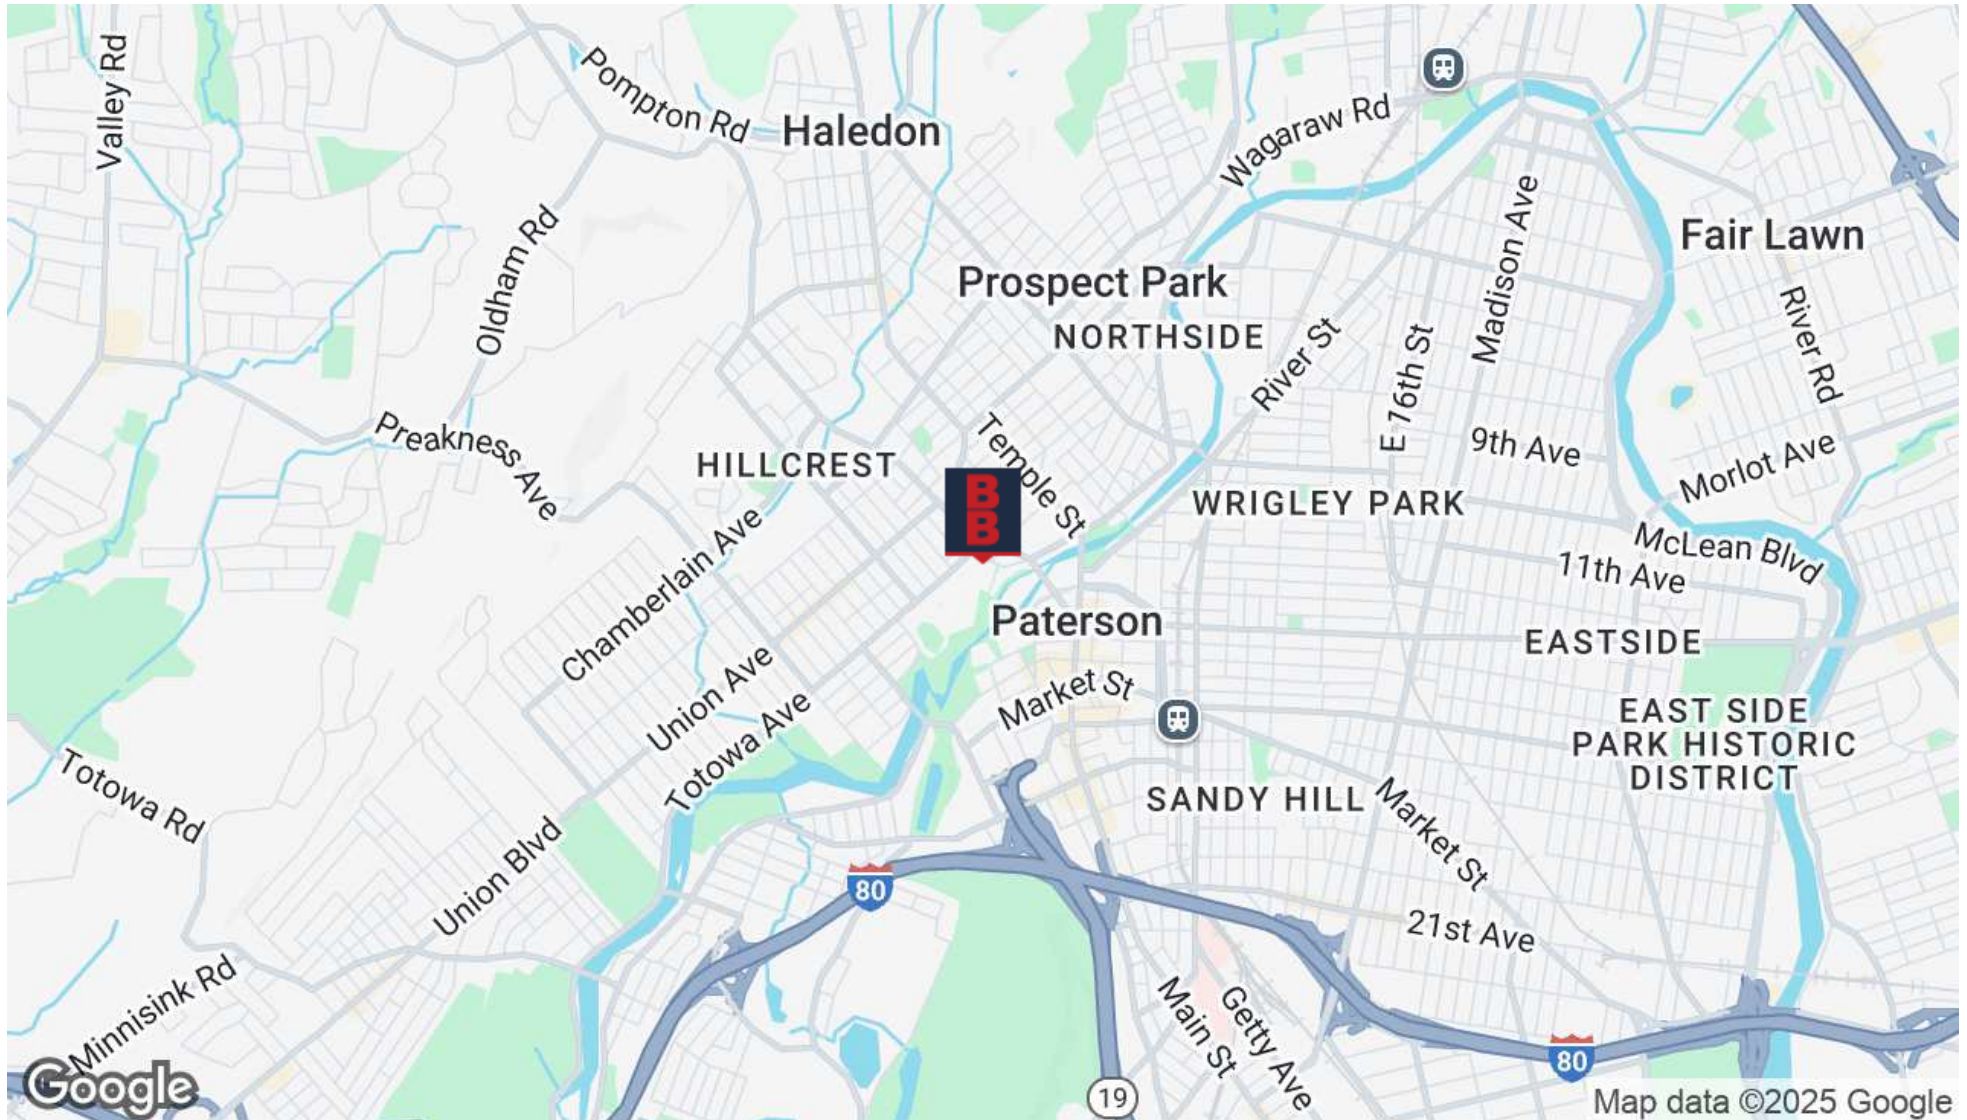 Valley Rd
Pompton Rd
Haledon
Wagaraw Rd
Oldham Rd
Madison Ave
Fair Lawn
Prospect Park
NORTHSIDE
River St
E 16th St
River Rd
Preakness Ave
Temple St
9th Ave
Morlot Ave
HILLCREST
B
B
WRIGLEY PARK
McLean Blvd
11th Ave
Chamberlain Ave
Paterson
EASTSIDE
Union Ave
Market St
Totowa Ave
EAST SIDE
PARK HISTORIC
DISTRICT
Totowa Rd
SANDY HILL
Market St
Union Blvd
80
21st Ave
Minnisink Rd
Main St
Getty Ave
80
19
Google
Map data ©2025 Google